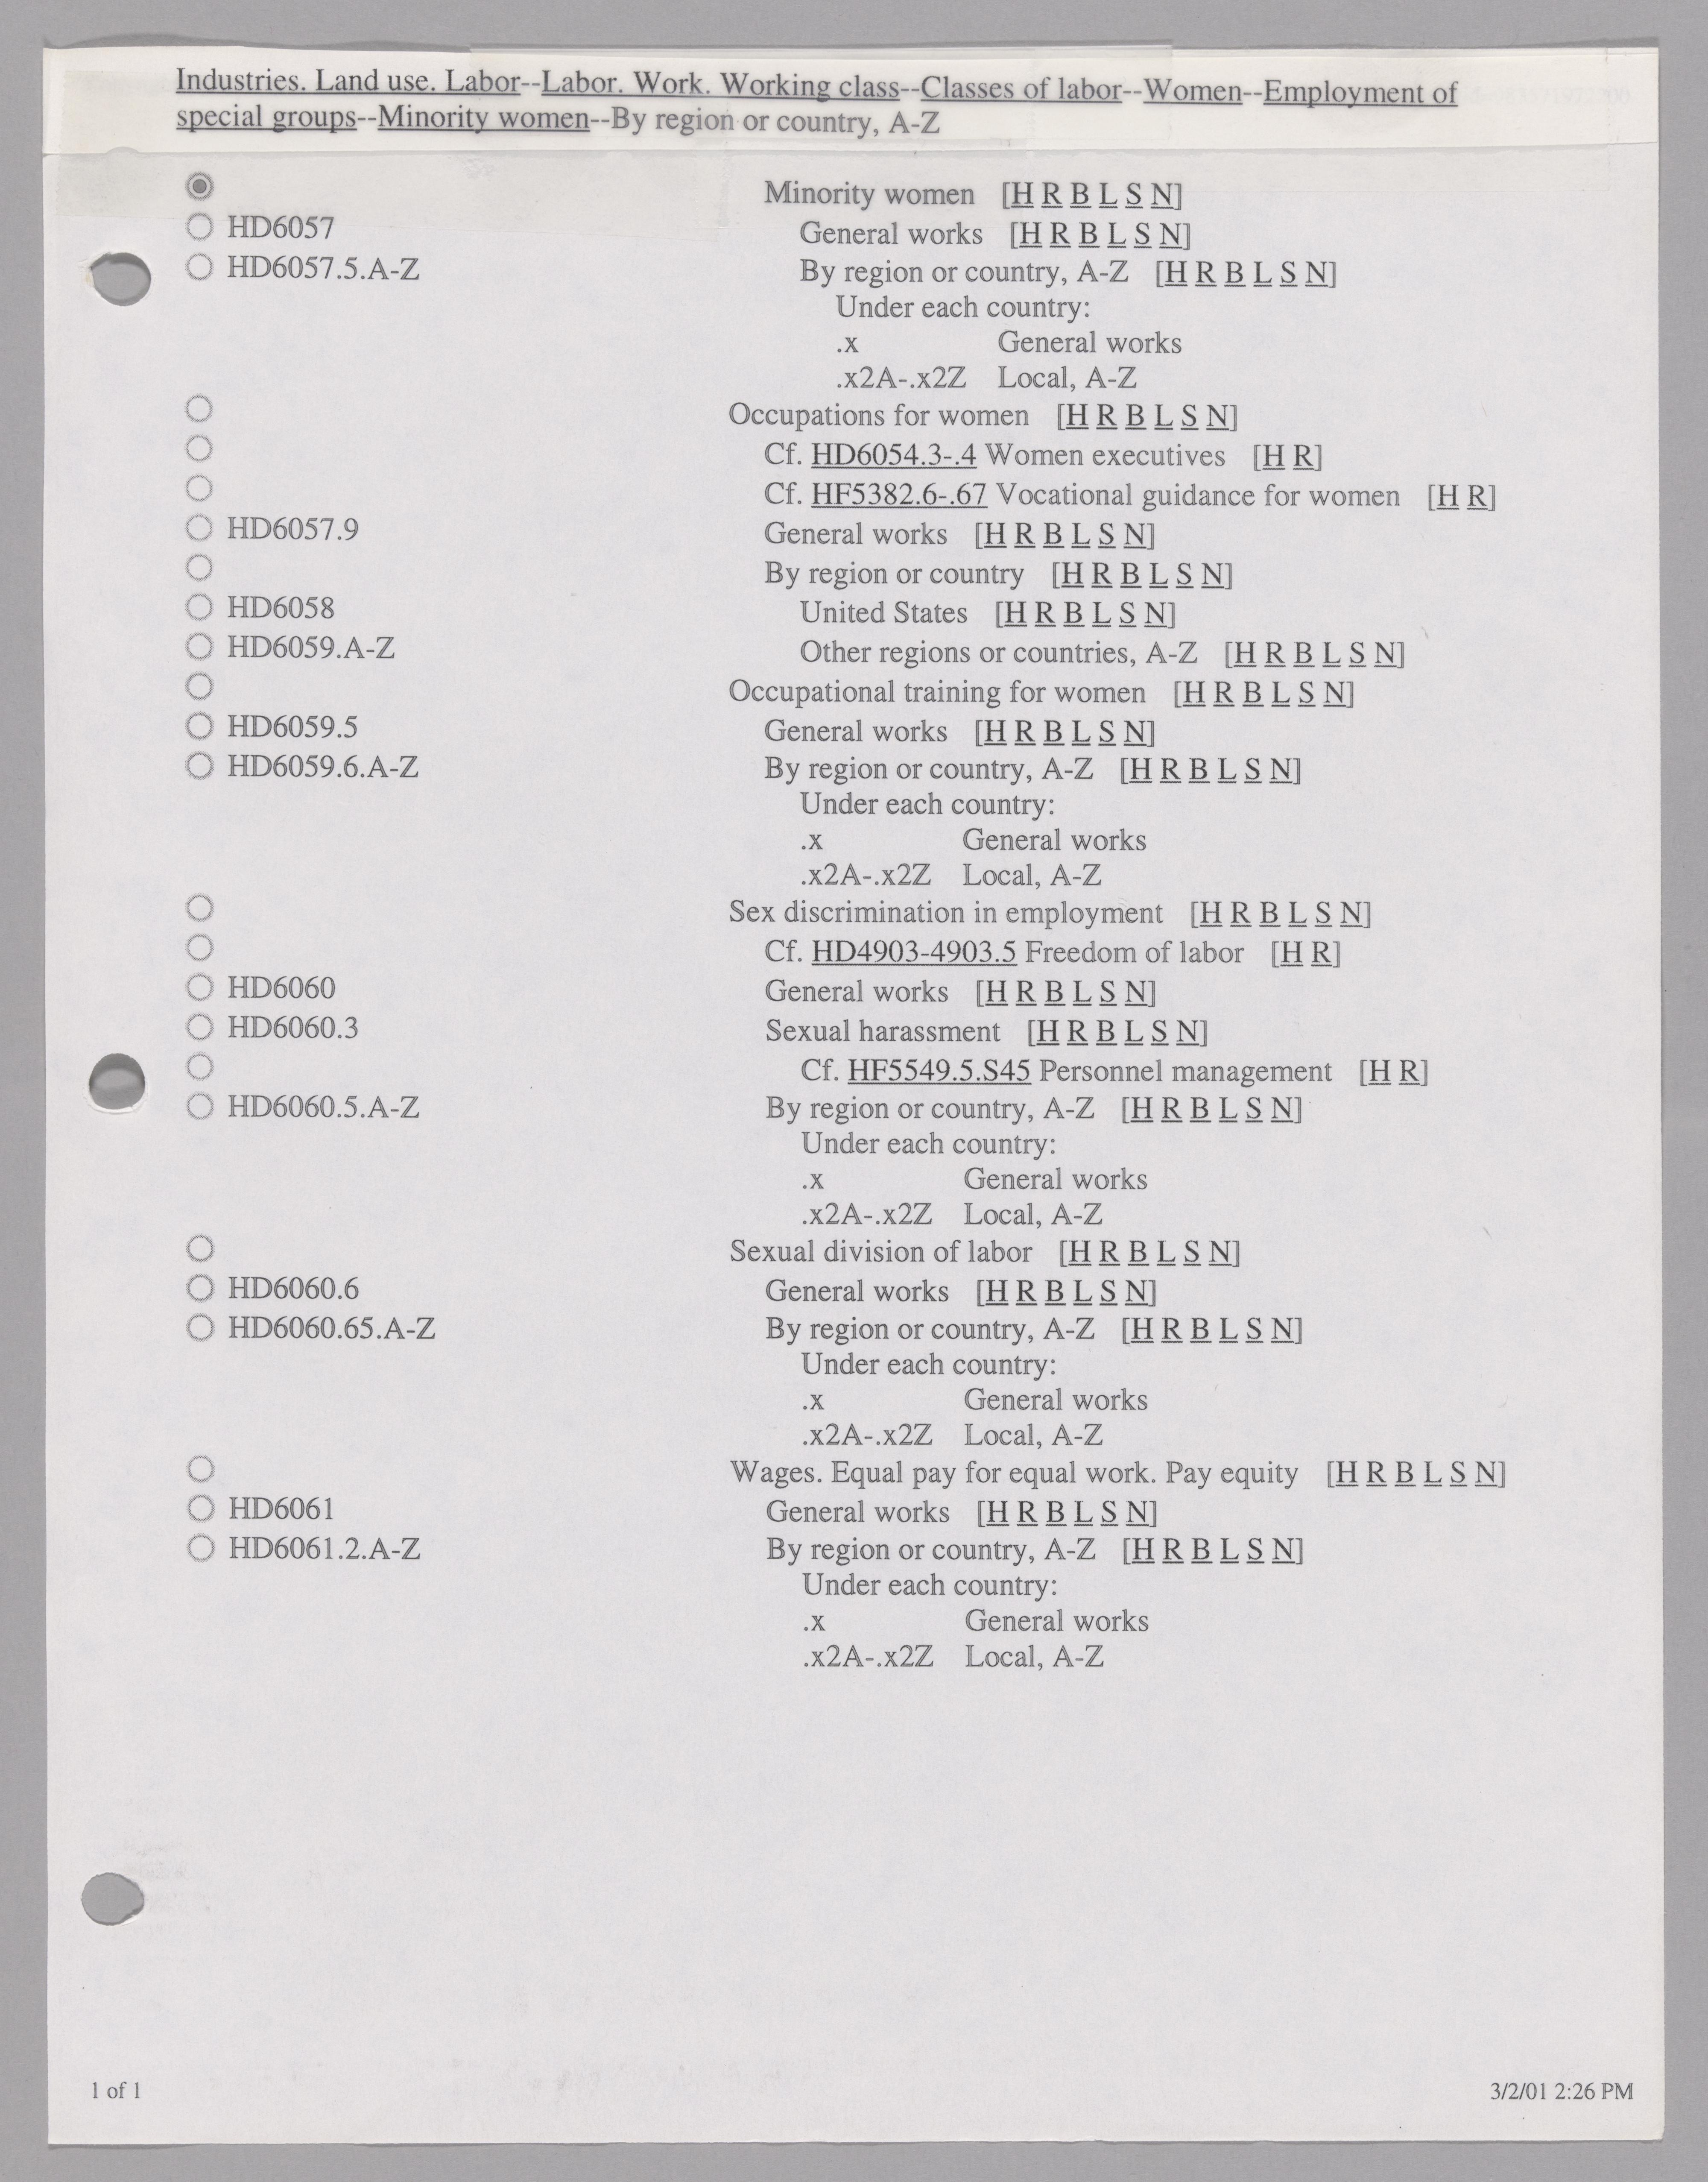 Industries. Land use. Labor--Labor. Work. Working class--Classes of labor--Women--Employment of
special groups--Minority women--By region or country, A-Z
Minority women [H R B L S N]
HD6057 General works [H R B L S N]
HD6057.5.A-Z By region or country, A-Z [H R B L S N]
Under each country:
.x General works
.x2A-.x2Z Local, A-Z
Occupations for women [H R B L S N]
Cf. HD6054.3-.4 Women executives [H R]
Cf. HF5382.6-.67 Vocational guidance for women [H R]
HD6057.9 General works [H R B L S N]
By region or country [H R B L S N]
HD6058 United States [H R B L S N]
HD6059.A-Z Other regions or countries, A-Z [H R B L S N]
Occupational training for women [H R B L S N]
HD6059.5 General works [H R B L S N]
HD6059.6.A-Z By region or country, A-Z [H R B L S N]
Under each country:
.x General works
.x2A-.x2Z Local, A-Z
Sex discrimination in employment [H R B L S N]
Cf. HD4903-4903.5 Freedom of labor [H R]
HD6060 General works [H R B L S N]
HD6060.3 Sexual harassment [H R B L S N]
Cf. HF5549.5.S45 Personnel management [H R]
HD6060.5.A-Z By region or country, A-Z [H R B L S N]
Under each country:
.x General works
.x2A-.x2Z Local, A-Z
Sexual division of labor [H R B L S N]
HD6060.6 General works [H R B L S N]
HD6060.65.A-Z By region or country, A-Z [H R B L S N]
Under each country:
.x General works
.x2A-.x2Z Local, A-Z
Wages. Equal pay for equal work. Pay equity [H R B L S N]
HD6061 General works [H R B L S N]
HD6061.2.A-Z By region or country, A-Z [H R B L S N]
Under each country:
.x General works
.x2A-.x2Z Local, A-Z
1 of 1 3/2/01 2:26 PM